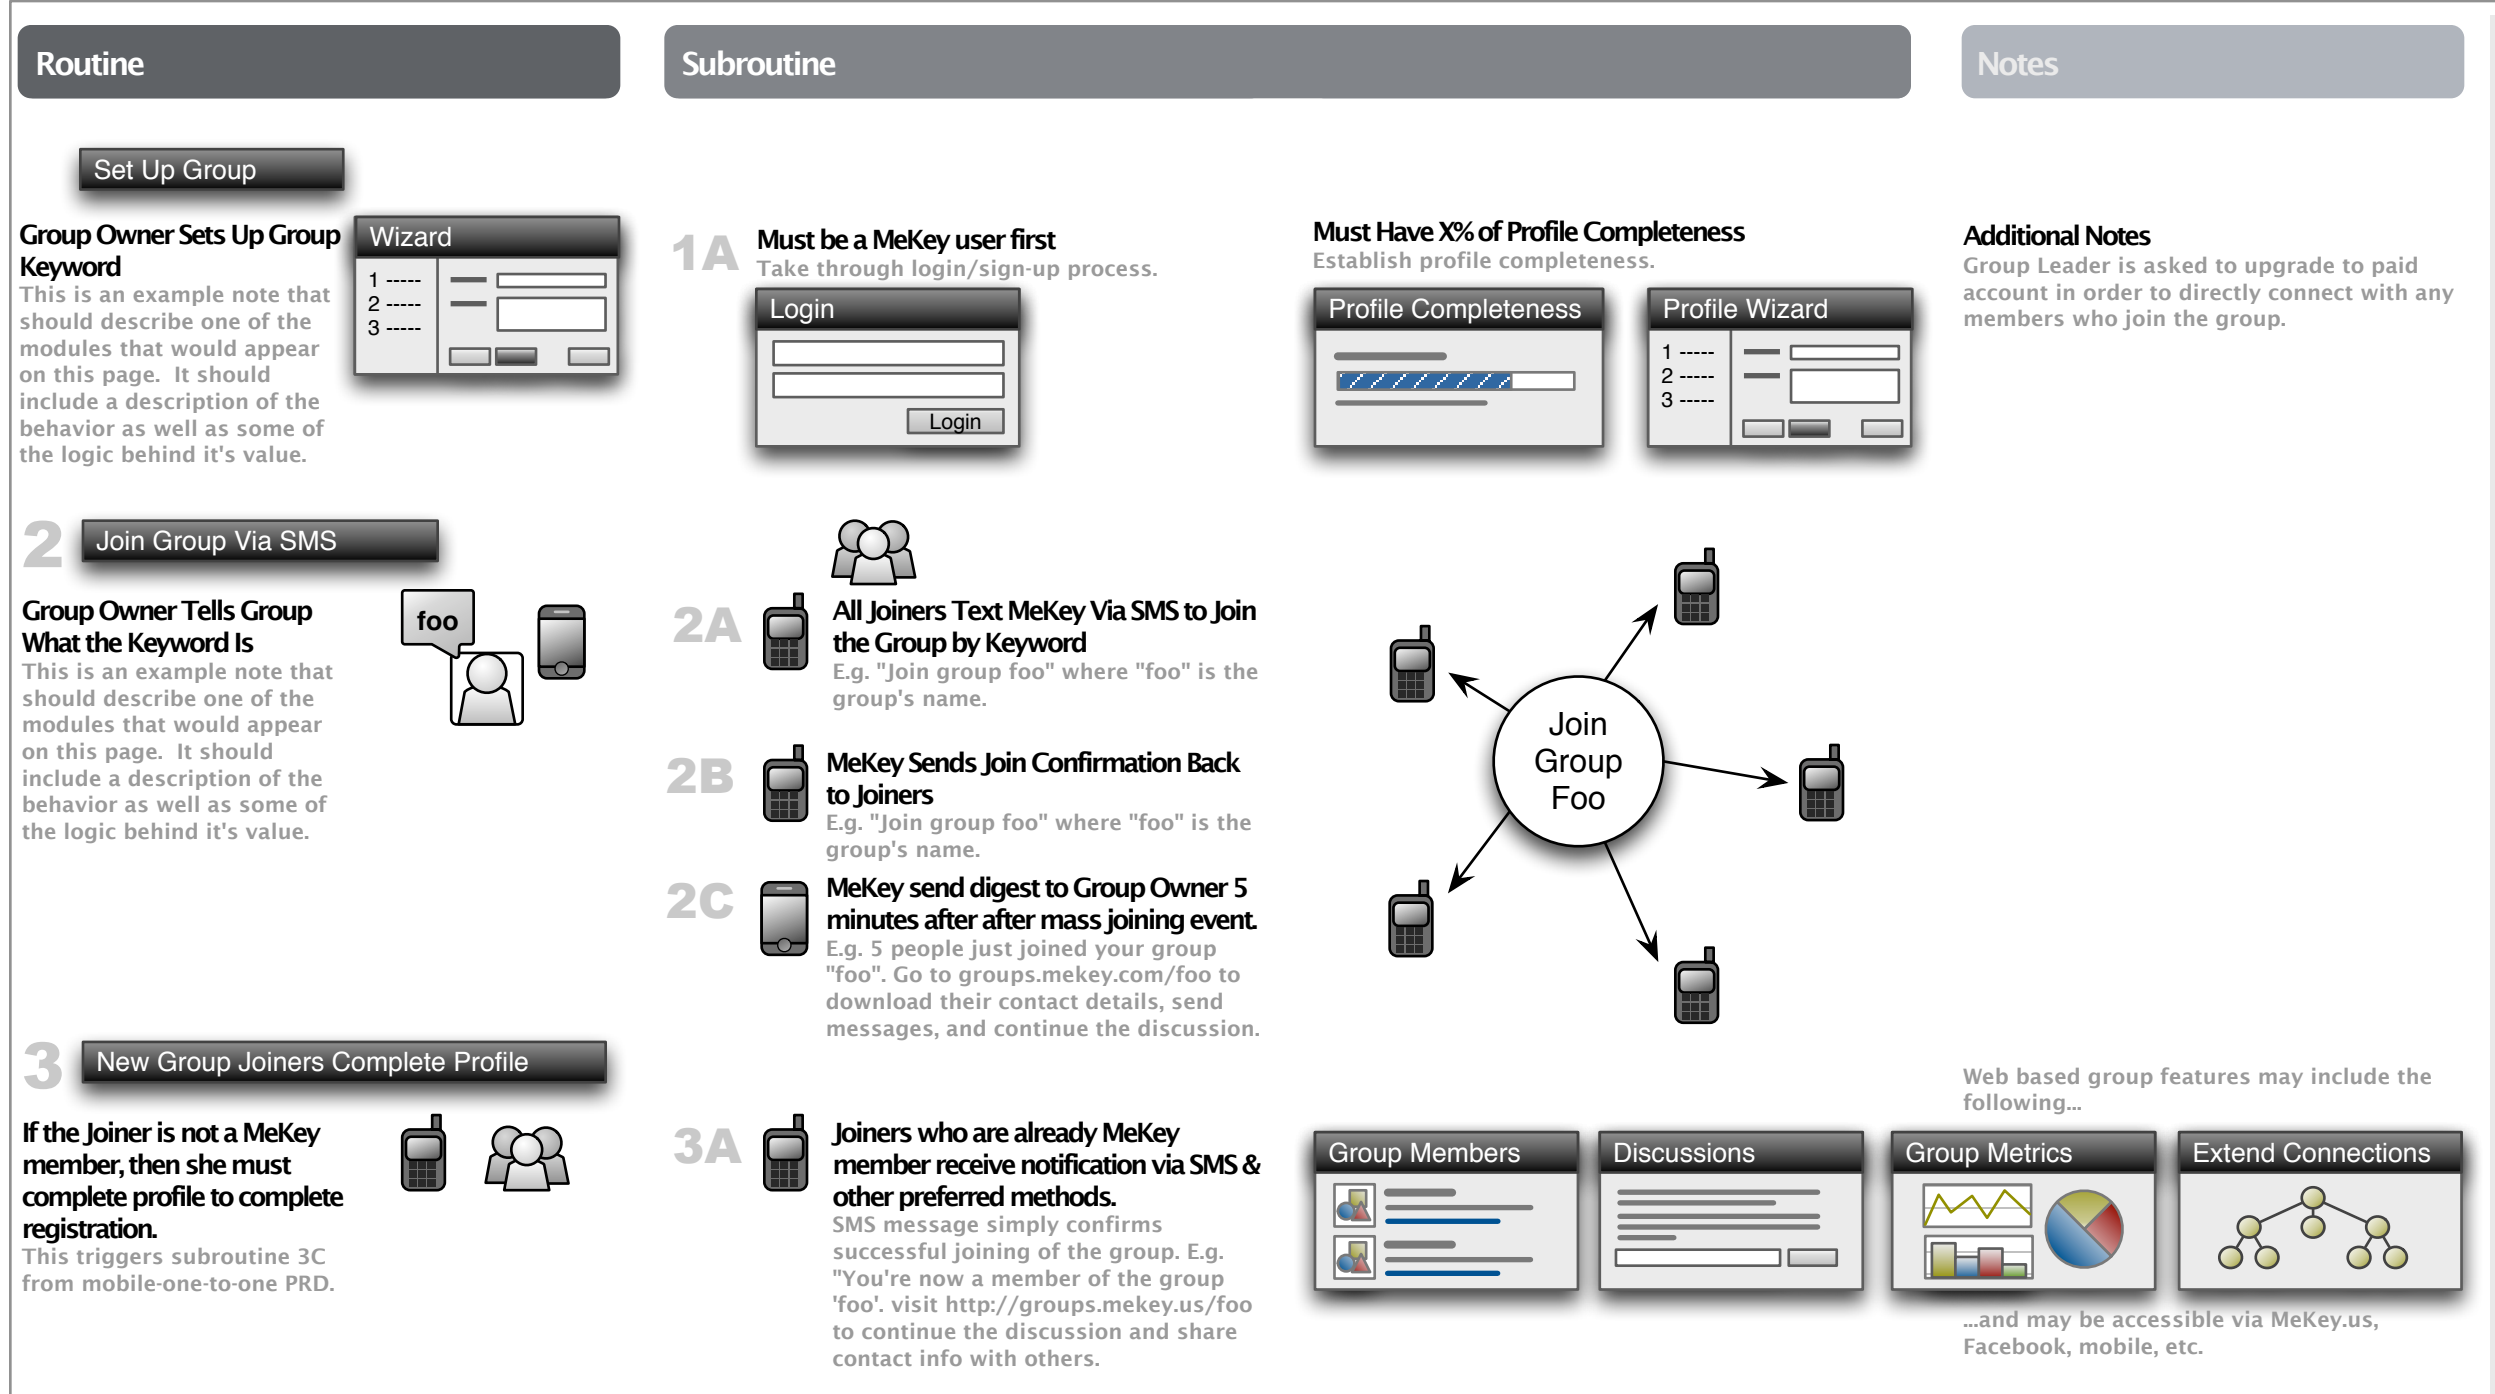 Routine
Subroutine
Notes
Set Up Group
Group Owner Sets Up Group
Keyword
This is an example note that
should describe one of the
modules that would appear
on this page.  It should
include a description of the
behavior as well as some of
the logic behind it's value.
Wizard
1 -----
2 -----
3 -----
1A
Must be a MeKey user first
Take through login/sign-up process.
Login
Login
Must Have X% of Profile Completeness
Establish profile completeness.
Profile Completeness
Profile Wizard
1 -----
2 -----
3 -----
Additional Notes
Group Leader is asked to upgrade to paid
account in order to directly connect with any
members who join the group.
2
Join Group Via SMS
Group Owner Tells Group
What the Keyword Is
This is an example note that
should describe one of the
modules that would appear
on this page.  It should
include a description of the
behavior as well as some of
the logic behind it's value.
foo
2A
All Joiners Text MeKey Via SMS to Join
the Group by Keyword
E.g. "Join group foo" where "foo" is the
group's name.
2B
MeKey Sends Join Confirmation Back
to Joiners
E.g. "Join group foo" where "foo" is the
group's name.
2C
MeKey send digest to Group Owner 5
minutes after after mass joining event.
E.g. 5 people just joined your group
"foo". Go to groups.mekey.com/foo to
download their contact details, send
messages, and continue the discussion.
Join
Group
Foo
3
New Group Joiners Complete Profile
If the Joiner is not a MeKey
member, then she must
complete profile to complete
registration.
This triggers subroutine 3C
from mobile-one-to-one PRD.
3A
Joiners who are already MeKey
member receive notification via SMS &
other preferred methods.
SMS message simply confirms
successful joining of the group. E.g.
"You're now a member of the group
'foo'. visit http://groups.mekey.us/foo
to continue the discussion and share
contact info with others.
Web based group features may include the
following...
Group Members
Discussions
Group Metrics
Extend Connections
...and may be accessible via MeKey.us,
Facebook, mobile, etc.